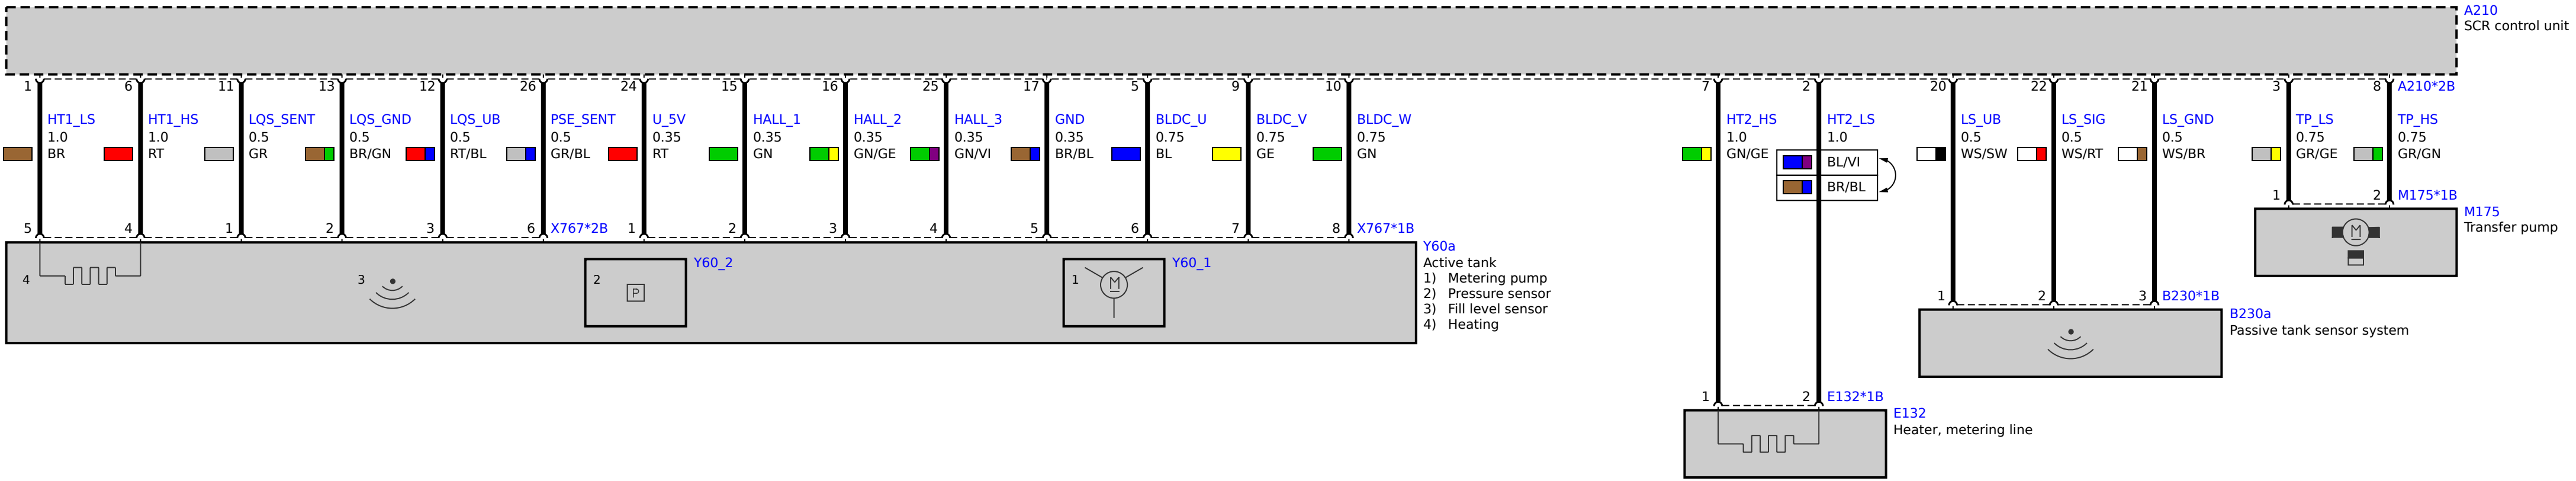 A210
SCR control unit
1 6 11 13 12 26 24 15 16 25 17 5 9 10 7 2 20 22 21 3 8 A210*2B
HT1_LS HT1_HS LQS_SENT LQS_GND LQS_UB PSE_SENT U_5V HALL_1 HALL_2 HALL_3 GND BLDC_U BLDC_V BLDC_W HT2_HS HT2_LS LS_UB LS_SIG LS_GND TP_LS TP_HS
1.0 1.0 0.5 0.5 0.5 0.5 0.35 0.35 0.35 0.35 0.35 0.75 0.75 0.75 1.0 1.0 0.5 0.5 0.5 0.75 0.75
BR RT GR BR/GN RT/BL GR/BL RT GN GN/GE GN/VI BR/BL BL GE GN GN/GE WS/SW WS/RT WS/BR GR/GE GR/GN
BL/VI
BR/BL
1 2 M175*1B
M175
Transfer pump
M
5 4 1 2 3 6 X767*2B 1 2 3 4 5 6 7 8 X767*1B
Y60a
Active tank
1) Metering pump
2) Pressure sensor
3) Fill level sensor
4) Heating
4 3 2 P Y60_2 1 M Y60_1
1 2 3 B230*1B
B230a
Passive tank sensor system
1 2 E132*1B
E132
Heater, metering line